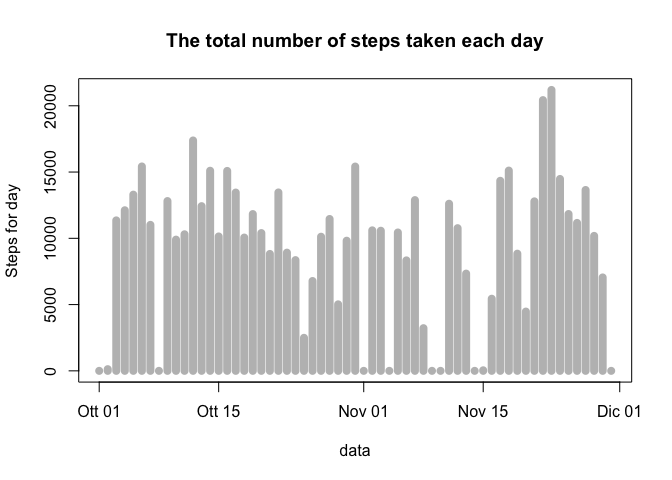 The total number of steps taken each day
Steps for day
20000
15000
10000
5000
0
Ott 01 Ott 15 Nov 01 Nov 15 Dic 01
data